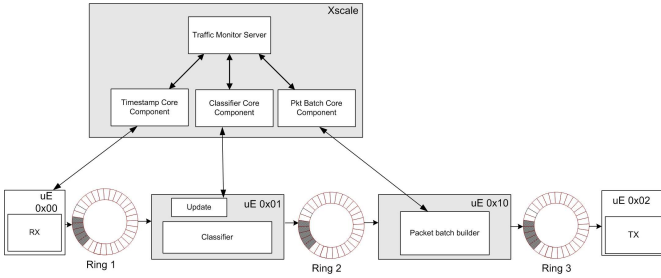 Xscale
Traffic Monitor Server
Timestamp Core
Component
Classifier Core
Component
Pkt Batch Core
Component
uE
0x00
RX
Ring 1
Update
uE 0x01
Classifier
Ring 2
uE 0x10
Packet batch builder
Ring 3
uE 0x02
TX